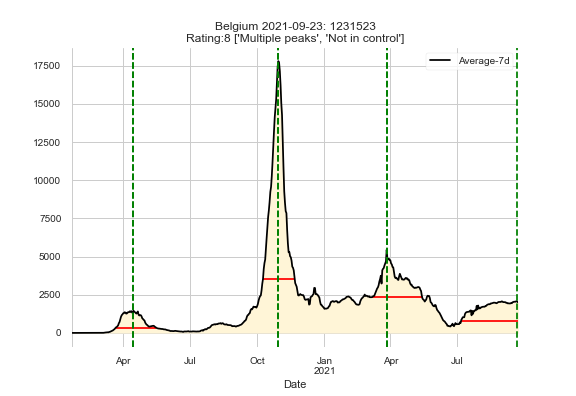 Belgium 2021-09-23: 1231523
Rating:8 ['Multiple peaks', 'Not in control']
Average-7d
17500
15000
12500
10000
7500
5000
2500
0
Apr Jul Oct Jan Apr Jul
2021
Date